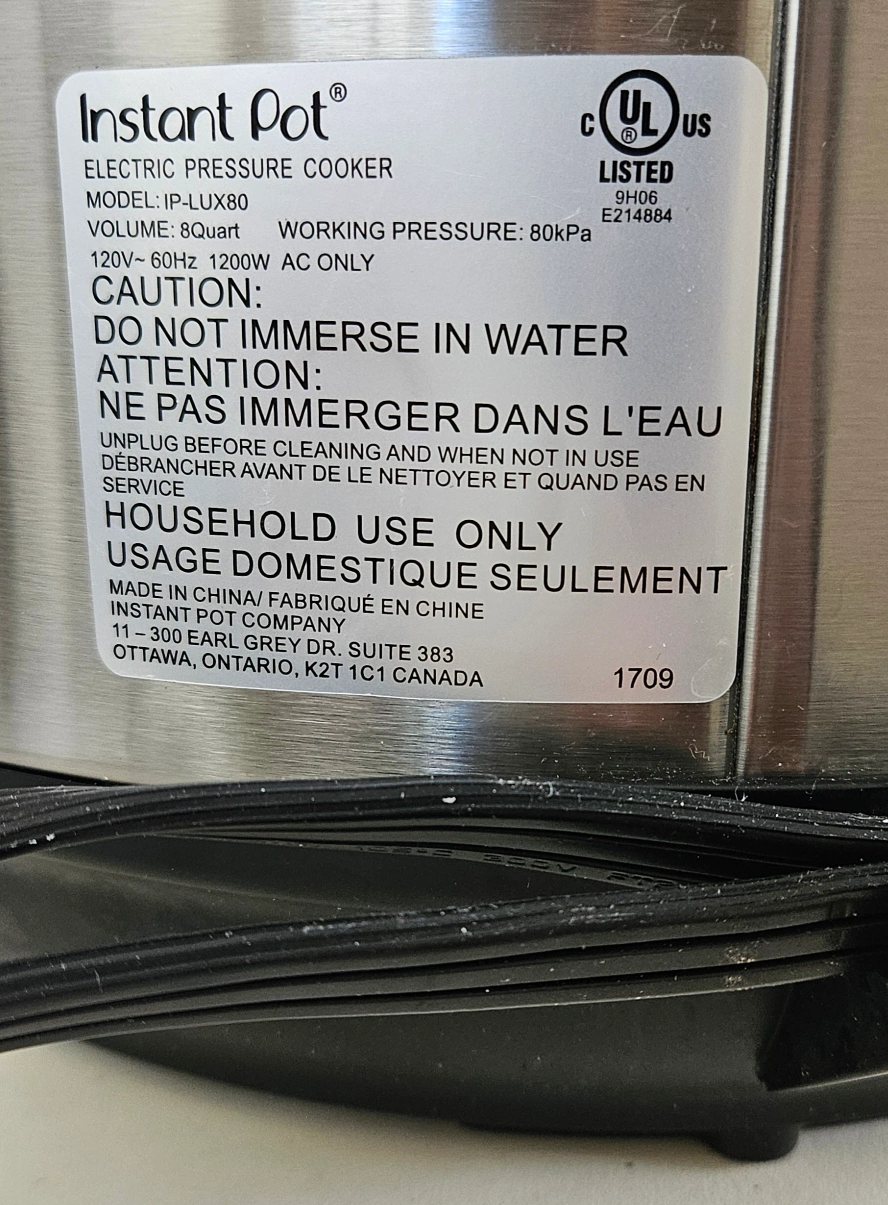 Instant Pot®
ELECTRIC PRESSURE COOKER
MODEL: IP-LUX80
VOLUME: 8Quart WORKING PRESSURE: 80kPa
120V~ 60Hz 1200W AC ONLY
C UL® US
LISTED
9H06
E214884
CAUTION:
DO NOT IMMERSE IN WATER
ATTENTION:
NE PAS IMMERGER DANS L'EAU
UNPLUG BEFORE CLEANING AND WHEN NOT IN USE
DÉBRANCHER AVANT DE LE NETTOYER ET QUAND PAS EN
SERVICE
HOUSEHOLD USE ONLY
USAGE DOMESTIQUE SEULEMENT
MADE IN CHINA/ FABRIQUÉ EN CHINE
INSTANT POT COMPANY
11 – 300 EARL GREY DR. SUITE 383
OTTAWA, ONTARIO, K2T 1C1 CANADA
1709
300V